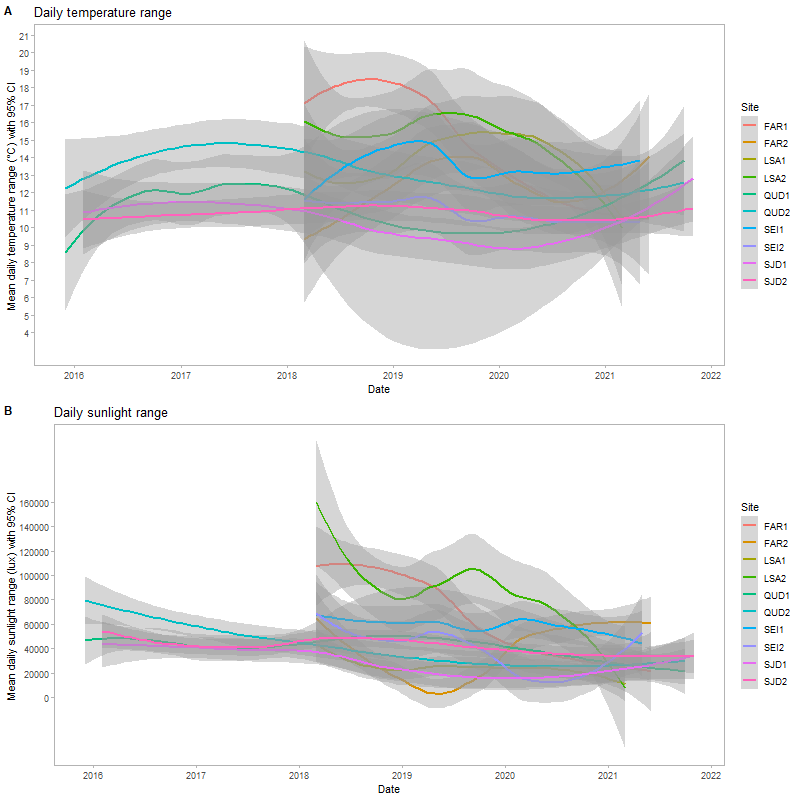 A
Daily temperature range
Mean daily temperature range (°C) with 95% CI
21
20
19
18
17
16
15
14
13
12
11
10
9
8
7
6
5
4
2016
2017
2018
2019
2020
2021
2022
Date
Site
FAR1
FAR2
LSA1
LSA2
QUD1
QUD2
SEI1
SEI2
SJD1
SJD2
B
Daily sunlight range
Mean daily sunlight range (lux) with 95% CI
160000
140000
120000
100000
80000
60000
40000
20000
0
2016
2017
2018
2019
2020
2021
2022
Date
Site
FAR1
FAR2
LSA1
LSA2
QUD1
QUD2
SEI1
SEI2
SJD1
SJD2